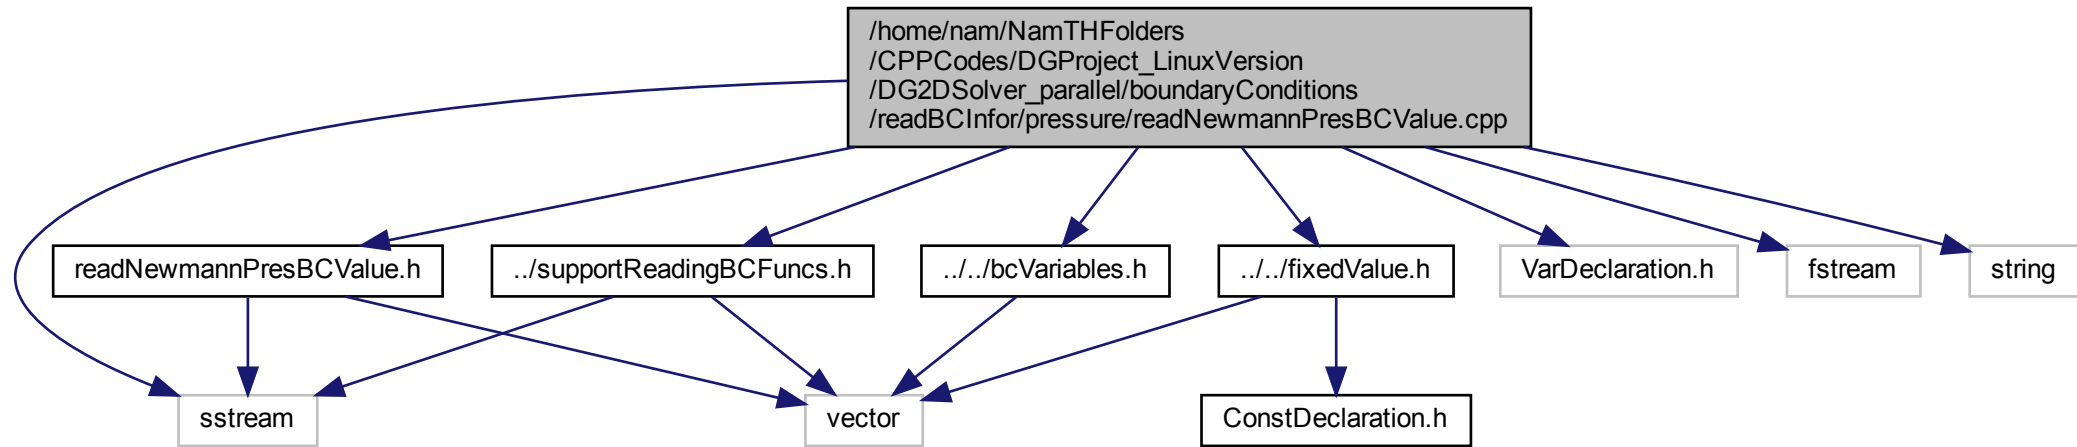 /home/nam/NamTHFolders
/CPPCodes/DGProject_LinuxVersion
/DG2DSolver_parallel/boundaryConditions
/readBCInfor/pressure/readNewmannPresBCValue.cpp
readNewmannPresBCValue.h
../supportReadingBCFuncs.h
../../bcVariables.h
../../fixedValue.h
VarDeclaration.h
fstream
string
sstream
vector
ConstDeclaration.h